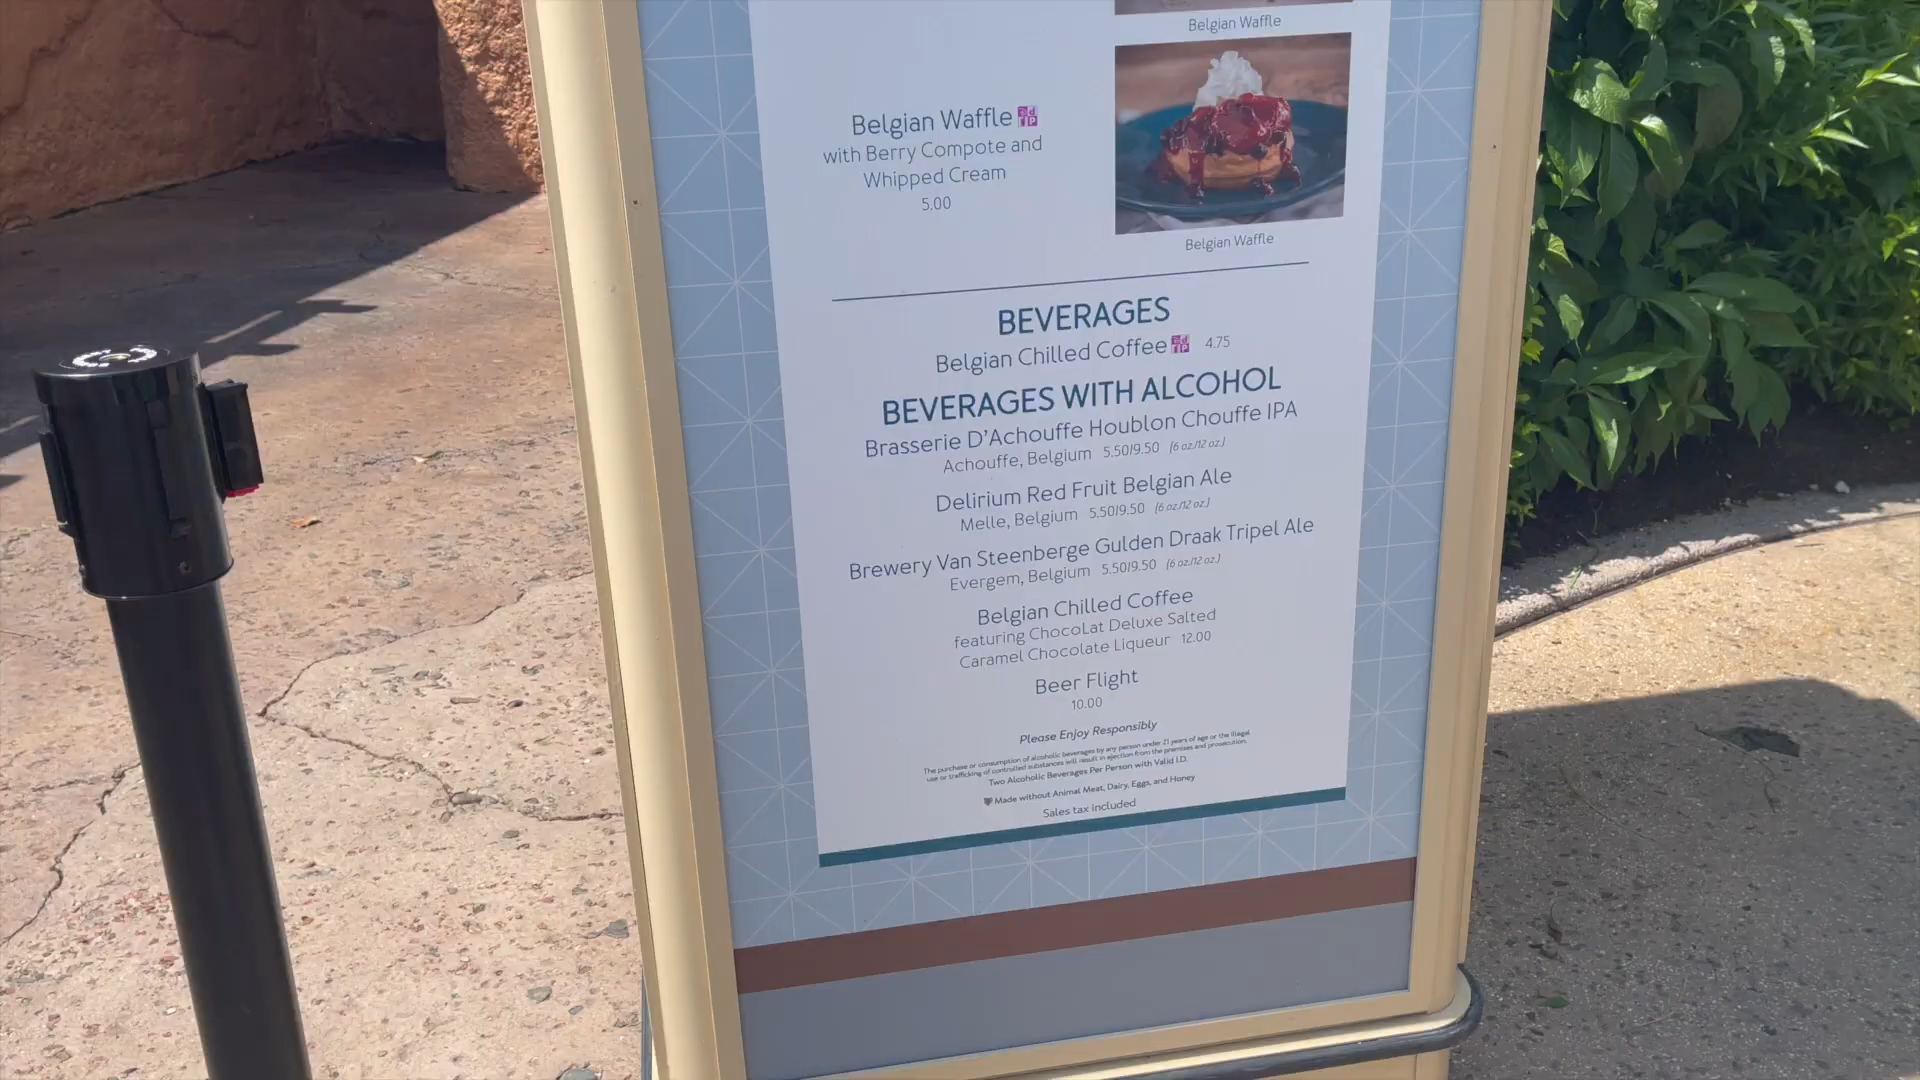 Belgian Waffle
Belgian Waffle
with Berry Compote and
Whipped Cream
5.00
Belgian Waffle
BEVERAGES
Belgian Chilled Coffee 4.75
BEVERAGES WITH ALCOHOL
Brasserie D'Achouffe Houblon Chouffe IPA
Achouffe, Belgium 5.50/9.50 (6 oz./12 oz.)
Delirium Red Fruit Belgian Ale
Melle, Belgium 5.50/9.50 (6 oz./12 oz.)
Brewery Van Steenberge Gulden Draak Tripel Ale
Evergem, Belgium 5.50/9.50 (6 oz./12 oz.)
Belgian Chilled Coffee
featuring ChocoLat Deluxe Salted
Caramel Chocolate Liqueur 12.00
Beer Flight
10.00
Please Enjoy Responsibly
The purchase or consumption of alcoholic beverages by any person under 21 years of age or the illegal
use or trafficking of controlled substances will result in ejection from the premises and prosecution.
Two Alcoholic Beverages Per Person with Valid I.D.
Made without Animal Meat, Dairy, Eggs, and Honey
Sales tax included